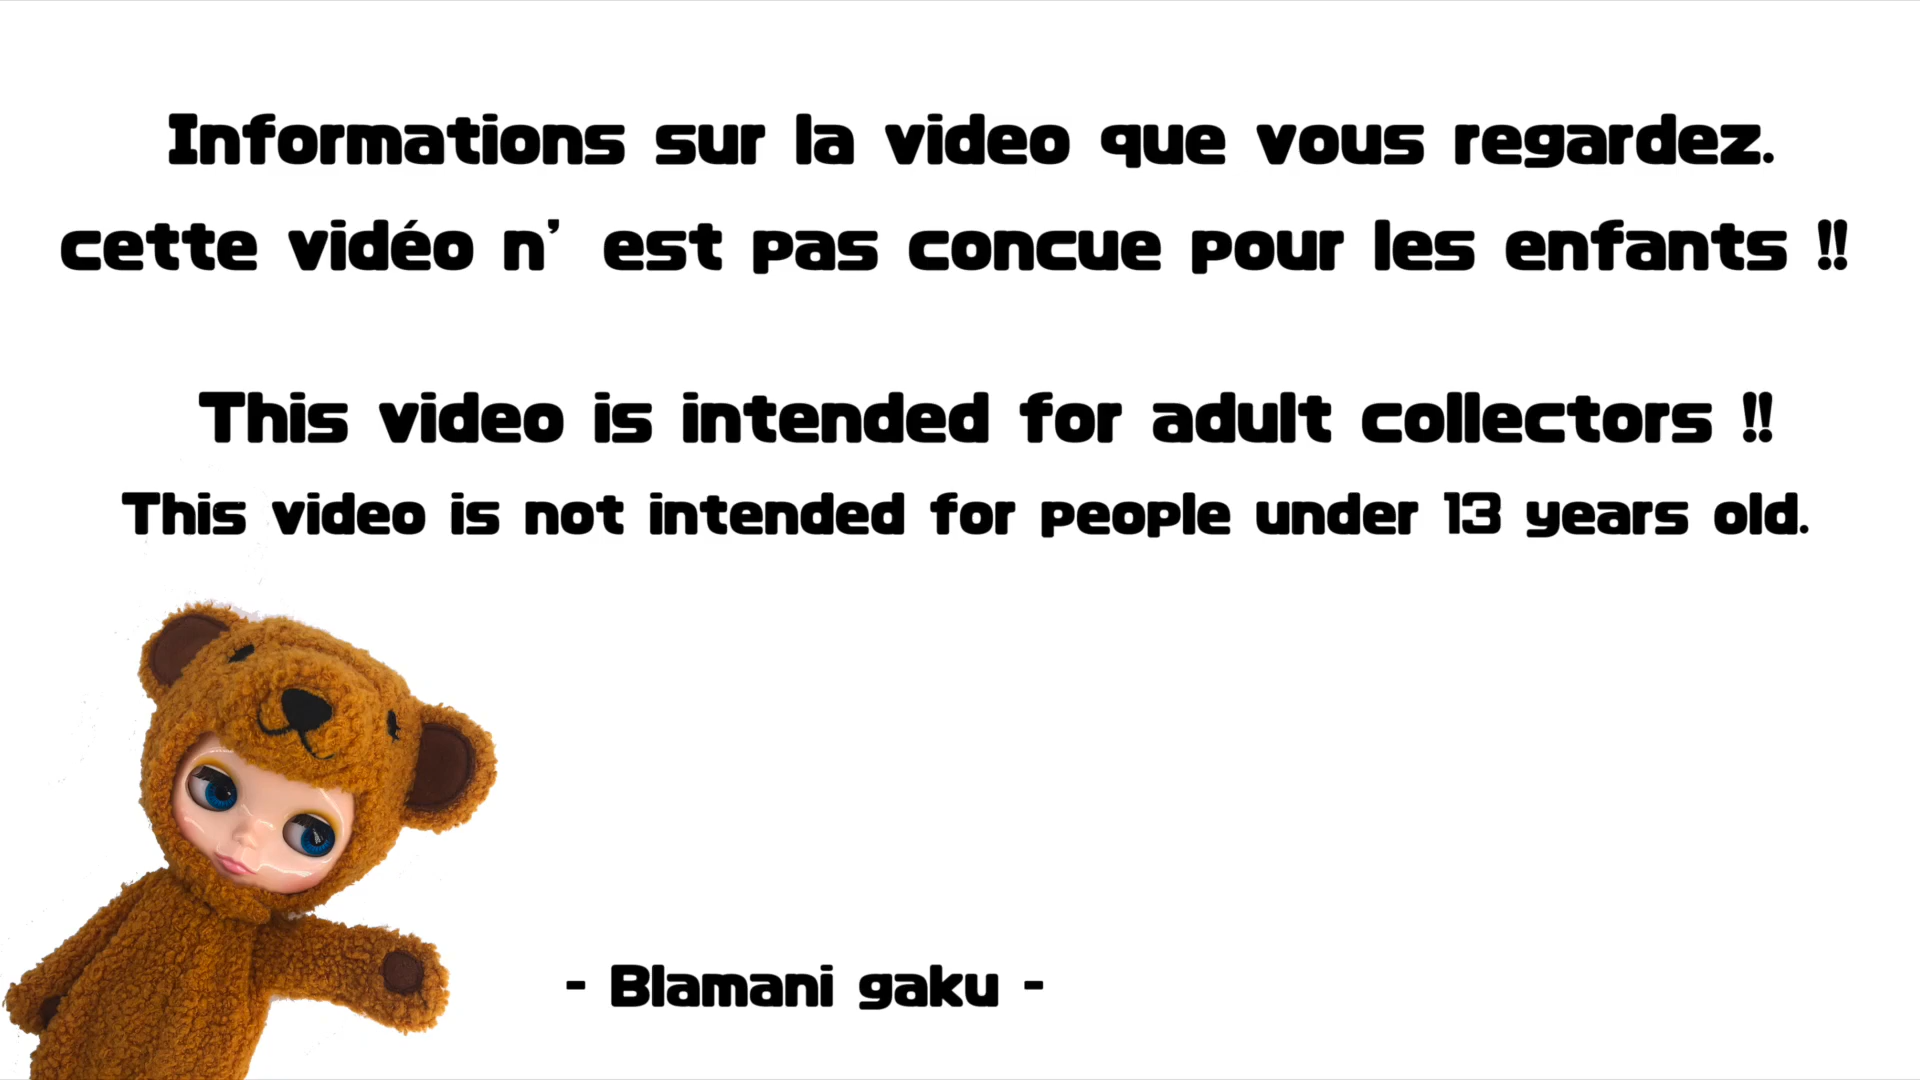 Informations sur la video que vous regardez.
cette vidéo n' est pas concue pour les enfants !!
This video is intended for adult collectors !!
This video is not intended for people under 13 years old.
- Blamani gaku -